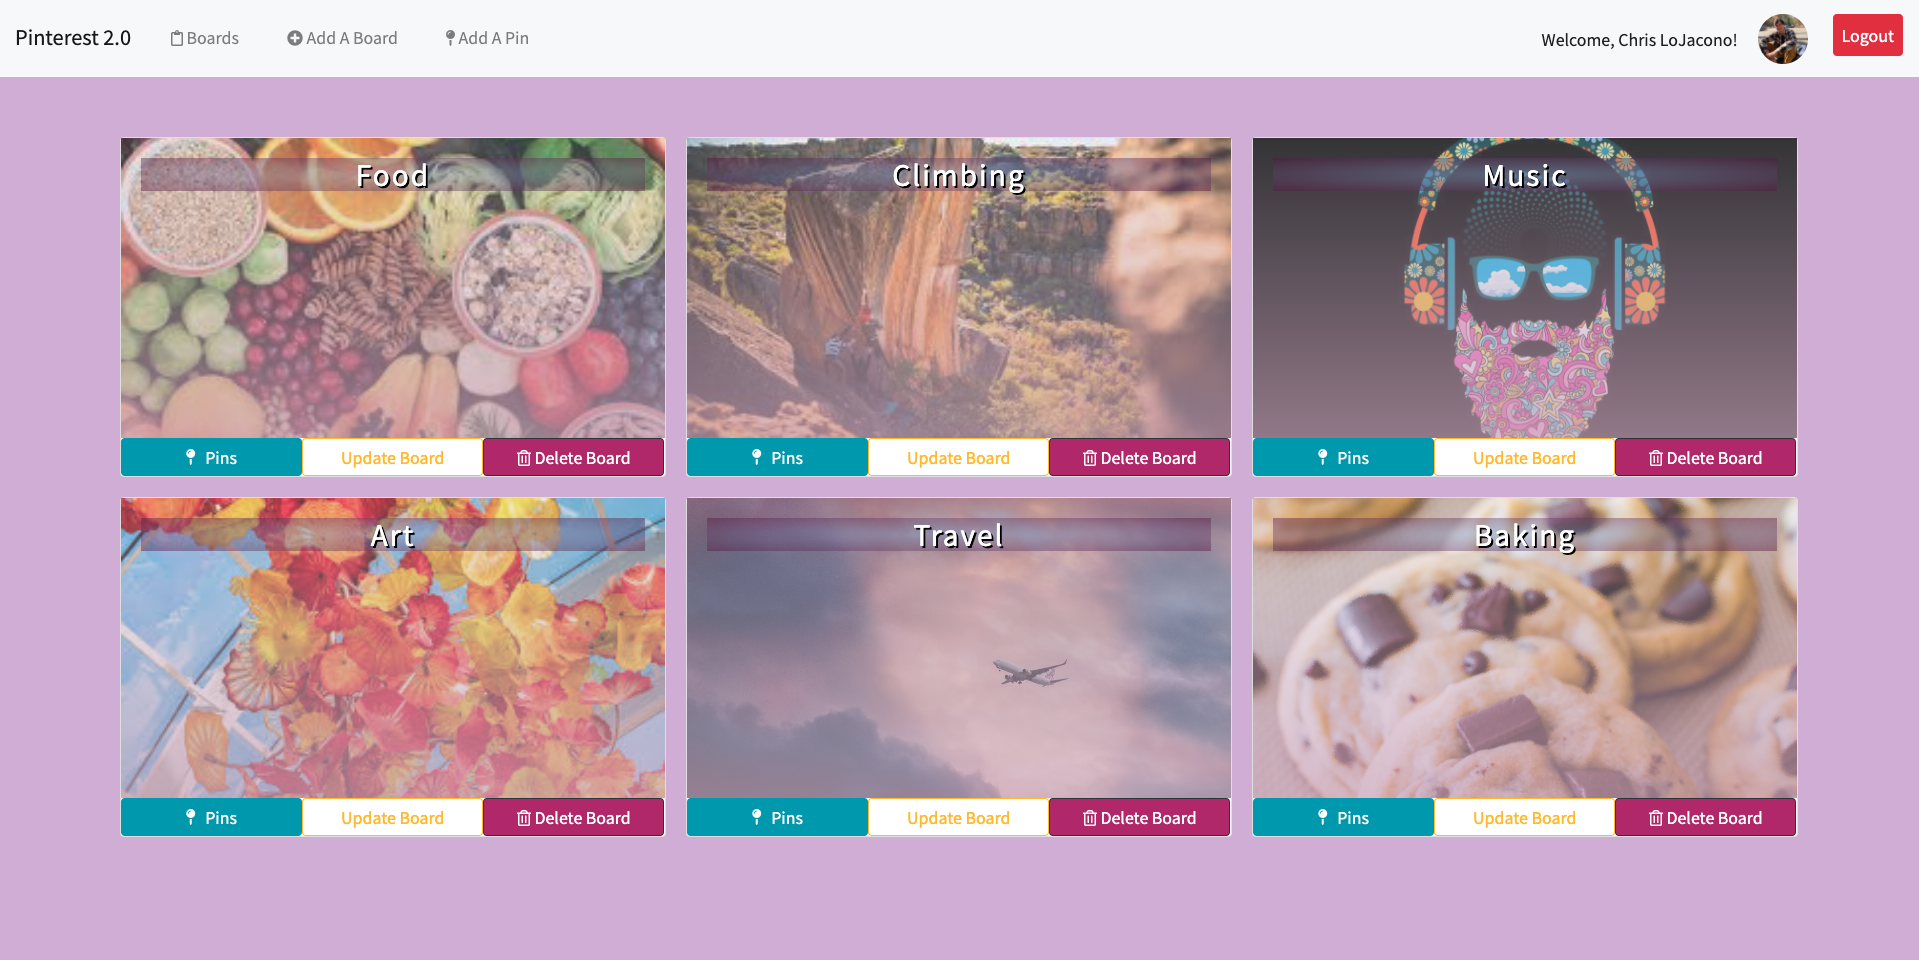 Pinterest 2.0 Boards Add A Board Add A Pin Welcome, Chris LoJacono! Logout
Food Climbing Music
Pins Update Board Delete Board Pins Update Board Delete Board Pins Update Board Delete Board
Art Travel Baking
Pins Update Board Delete Board Pins Update Board Delete Board Pins Update Board Delete Board